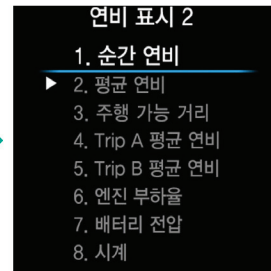 연비 표시 2
1. 순간 연비
2. 평균 연비
3. 주행 가능 거리
4. Trip A 평균 연비
5. Trip B 평균 연비
6. 엔진 부하율
7. 배터리 전압
8. 시계